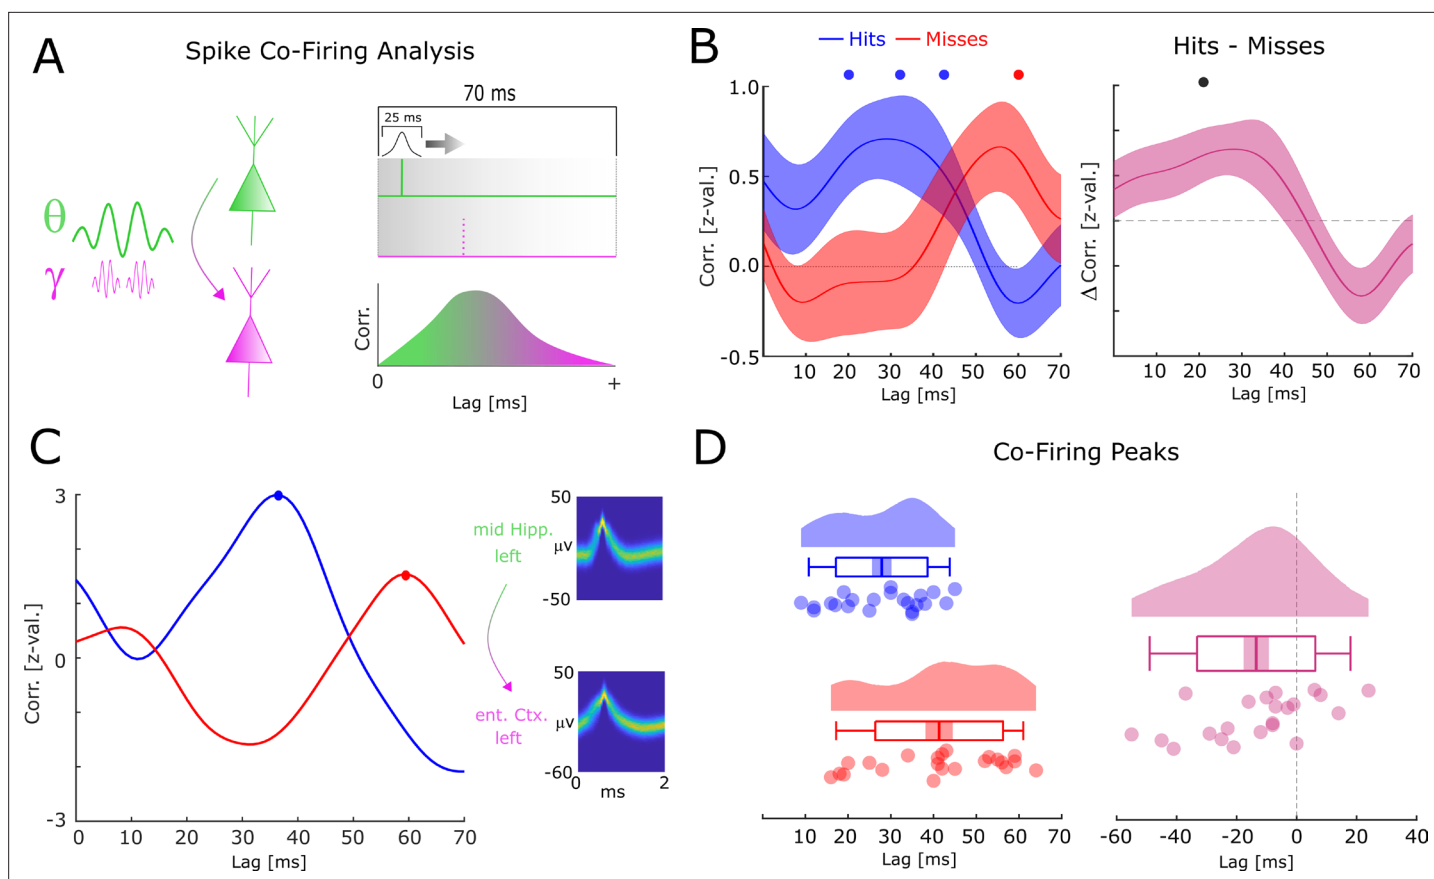 A
Spike Co-Firing Analysis
70 ms
25 ms
θ
γ
Corr.
0
+
Lag [ms]
B
Hits
Misses
Hits - Misses
1.0
0.5
0.0
-0.5
Corr. [z-val.]
10 20 30 40 50 60 70
Lag [ms]
Δ Corr. [z-val.]
10 20 30 40 50 60 70
Lag [ms]
C
3
0
-3
Corr. [z-val.]
0 10 20 30 40 50 60 70
Lag [ms]
mid Hipp.
left
ent. Ctx.
left
50
μV
-50
50
μV
-60
0 2
ms
D
Co-Firing Peaks
10 20 30 40 50 60 70
Lag [ms]
-60 -40 -20 0 20 40
Lag [ms]